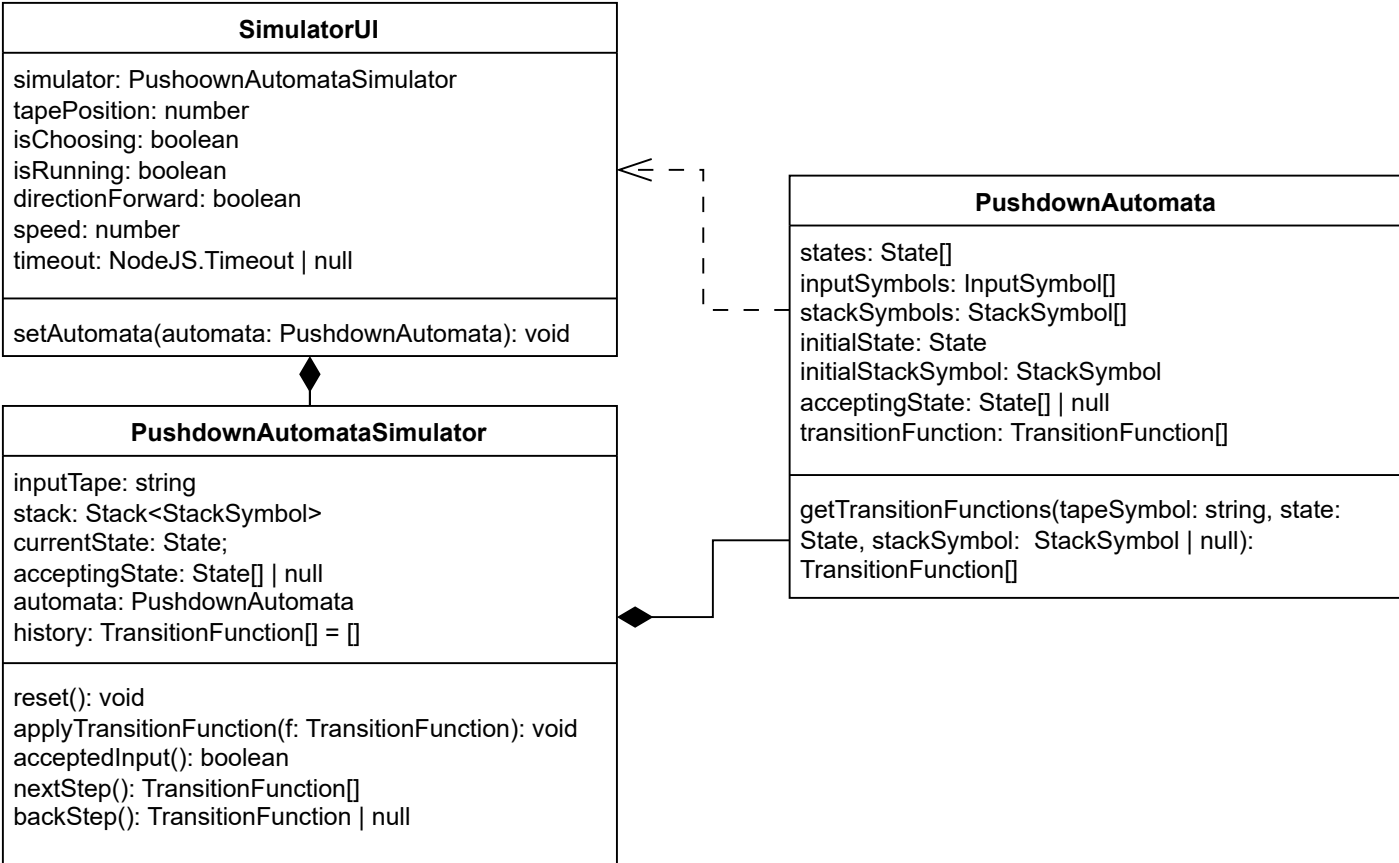 SimulatorUI
simulator: PushoownAutomataSimulator
tapePosition: number
isChoosing: boolean
isRunning: boolean
directionForward: boolean
speed: number
timeout: NodeJS.Timeout | null
setAutomata(automata: PushdownAutomata): void
PushdownAutomataSimulator
inputTape: string
stack: Stack<StackSymbol>
currentState: State;
acceptingState: State[] | null
automata: PushdownAutomata
history: TransitionFunction[] = []
reset(): void
applyTransitionFunction(f: TransitionFunction): void
acceptedInput(): boolean
nextStep(): TransitionFunction[]
backStep(): TransitionFunction | null
PushdownAutomata
states: State[]
inputSymbols: InputSymbol[]
stackSymbols: StackSymbol[]
initialState: State
initialStackSymbol: StackSymbol
acceptingState: State[] | null
transitionFunction: TransitionFunction[]
getTransitionFunctions(tapeSymbol: string, state:
State, stackSymbol:  StackSymbol | null):
TransitionFunction[]